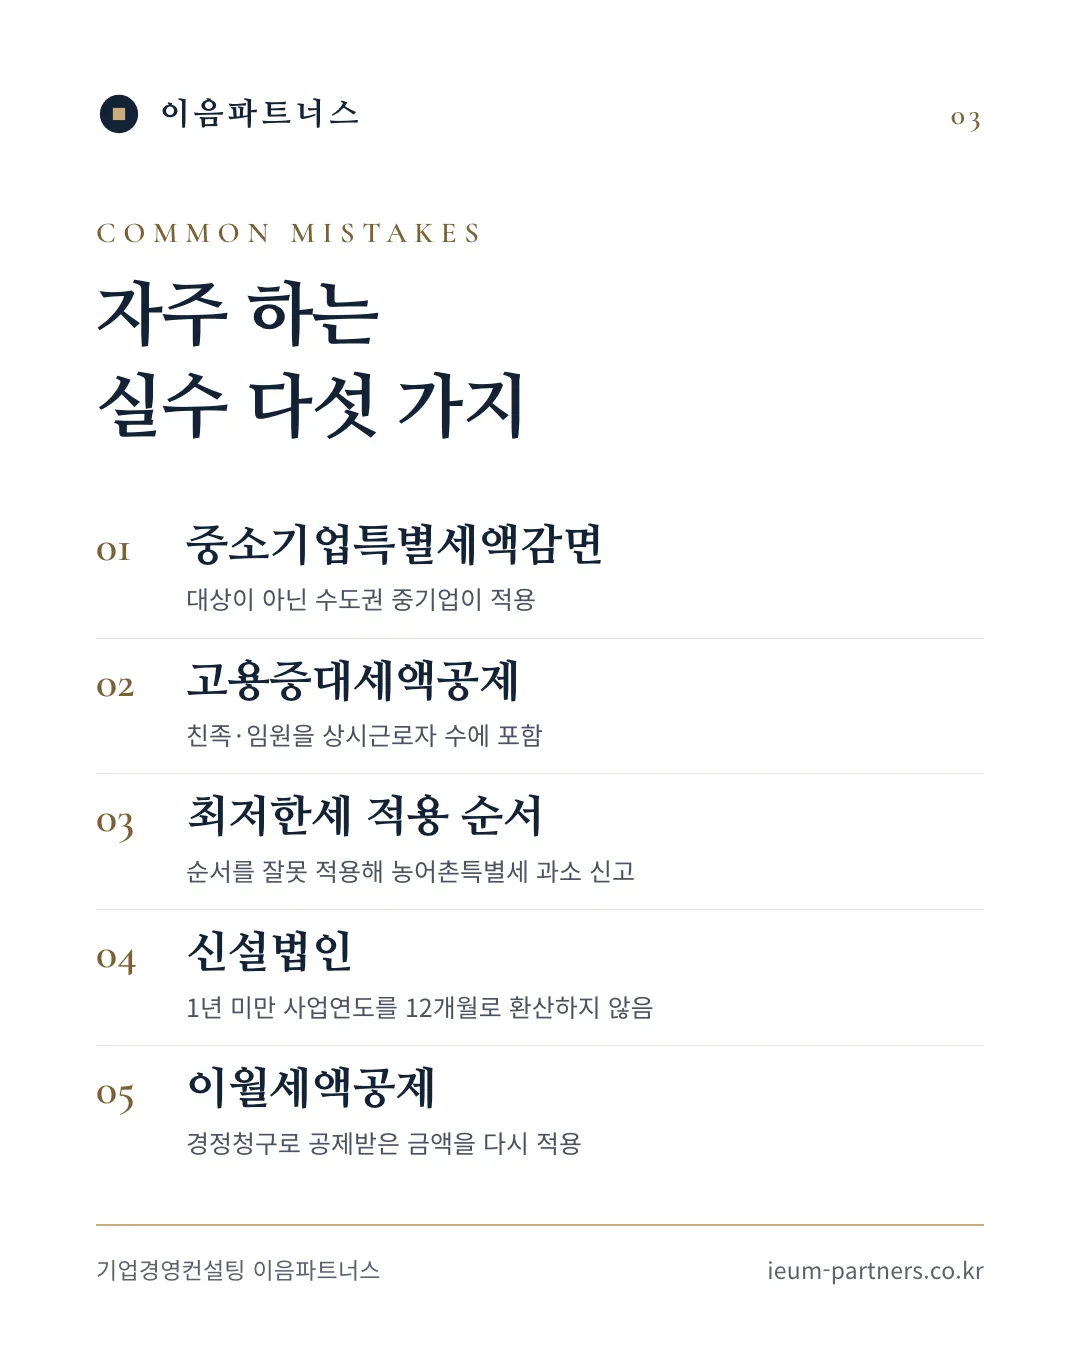 이음파트너스
03
COMMON MISTAKES
자주 하는
실수 다섯 가지
01 중소기업특별세액감면
대상이 아닌 수도권 중기업이 적용
02 고용증대세액공제
친족·임원을 상시근로자 수에 포함
03 최저한세 적용 순서
순서를 잘못 적용해 농어촌특별세 과소 신고
04 신설법인
1년 미만 사업연도를 12개월로 환산하지 않음
05 이월세액공제
경정청구로 공제받은 금액을 다시 적용
기업경영컨설팅 이음파트너스
ieum-partners.co.kr